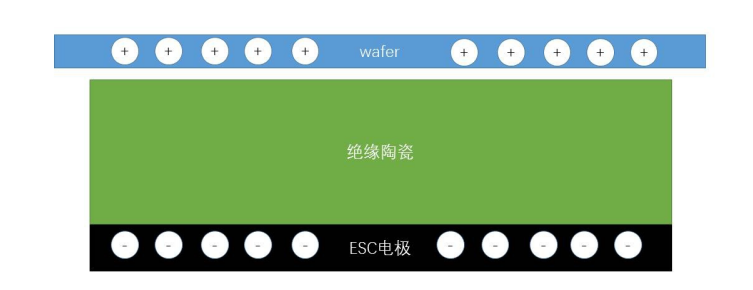 + + + + + wafer + + + + +
绝缘陶瓷
- - - - - ESC电极 - - - - -